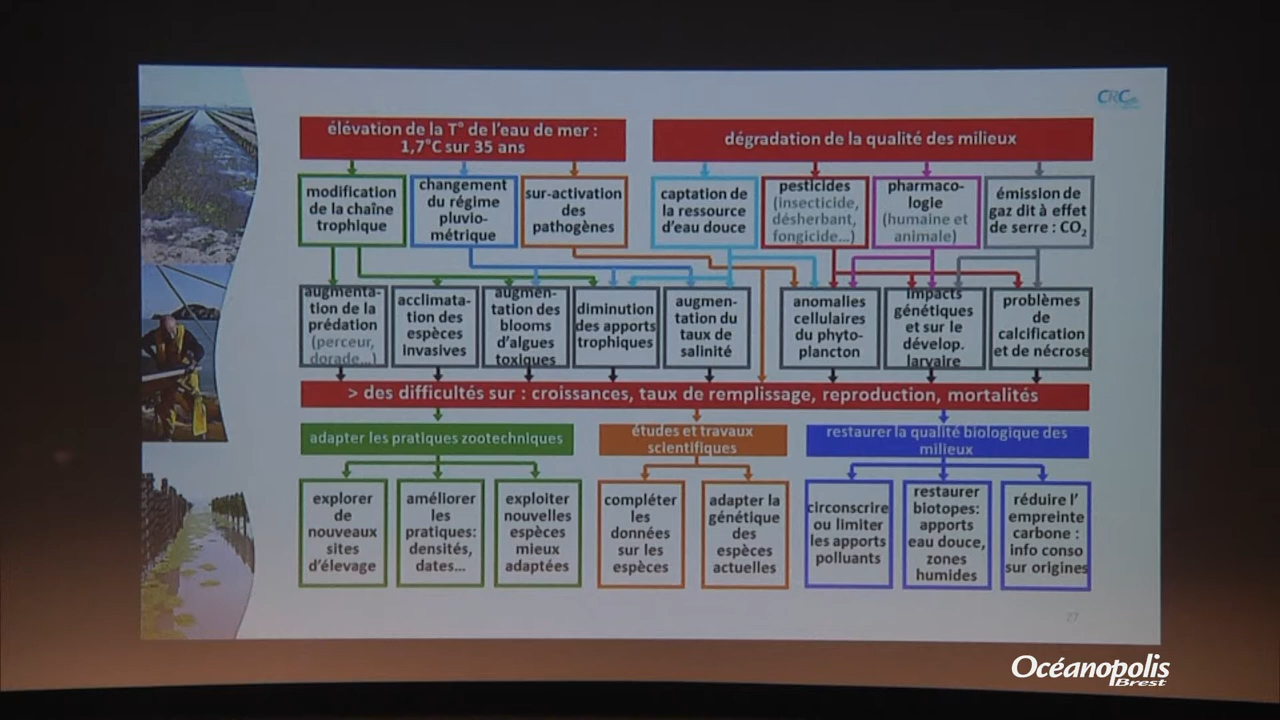 CRC
élévation de la T° de l'eau de mer :
1,7°C sur 35 ans
dégradation de la qualité des milieux
modification
de la chaîne
trophique
changement
du régime
pluvio-
métrique
sur-activation
des
pathogènes
captation de
la ressource
d'eau douce
pesticides
(insecticide,
désherbant,
fongicide...)
pharmaco-
logie
(humaine et
animale)
émission de
gaz dit à effet
de serre : CO2
augmenta-
tion de la
prédation
(perceur,
dorade...)
acclimata-
tion des
espèces
invasives
augmen-
tation des
blooms
d'algues
toxiques
diminution
des apports
trophiques
augmen-
tation du
taux de
salinité
anomalies
cellulaires
du phyto-
plancton
impacts
génétiques
et sur le
dévelop.
larvaire
problèmes
de
calcification
et de nécrose
> des difficultés sur : croissances, taux de remplissage, reproduction, mortalités
adapter les pratiques zootechniques
études et travaux
scientifiques
restaurer la qualité biologique des
milieux
explorer
de
nouveaux
sites
d'élevage
améliorer
les
pratiques:
densités,
dates...
exploiter
nouvelles
espèces
mieux
adaptées
compléter
les
données
sur les
espèces
adapter la
génétique
des
espèces
actuelles
circonscrire
ou limiter
les apports
polluants
restaurer
biotopes:
apports
eau douce,
zones
humides
réduire l'
empreinte
carbone :
info conso
sur origines
27
Océanopolis
Brest